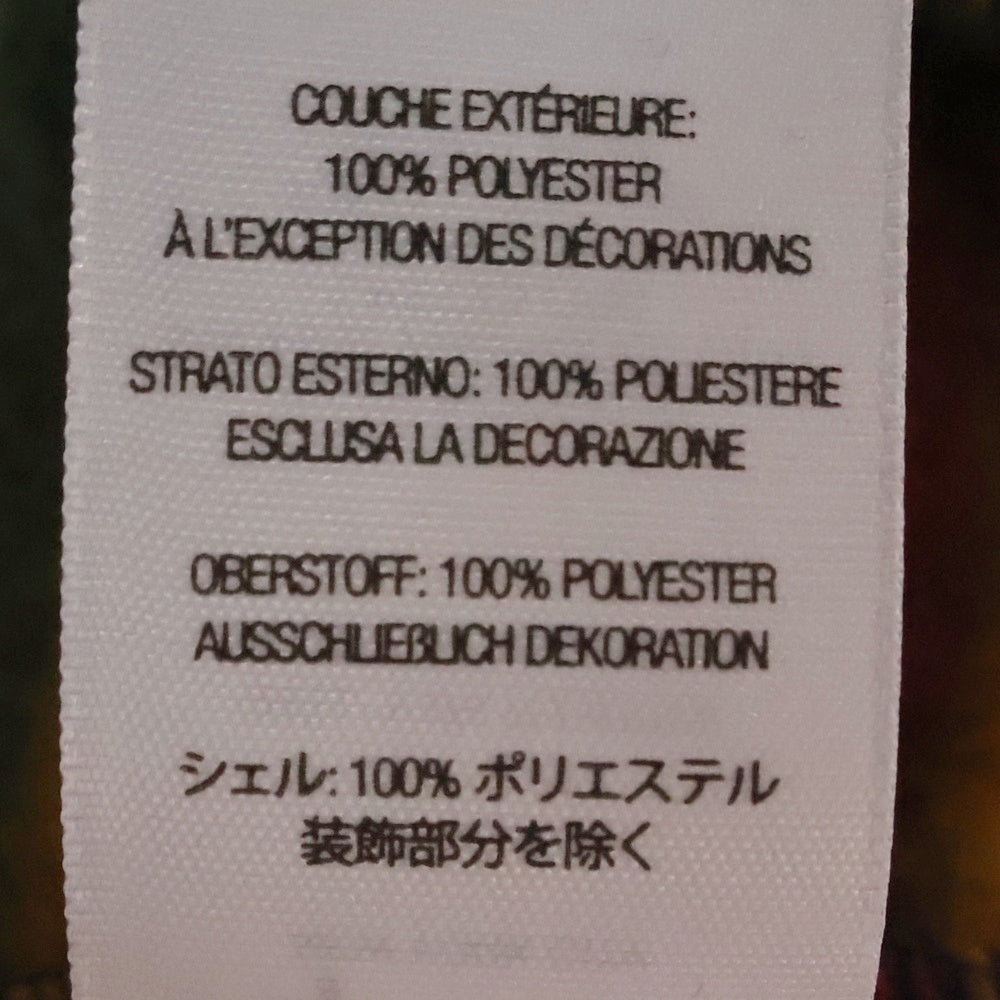 COUCHE EXTÉRIEURE:
100% POLYESTER
À L'EXCEPTION DES DÉCORATIONS
STRATO ESTERNO: 100% POLIESTERE
ESCLUSA LA DECORAZIONE
OBERSTOFF: 100% POLYESTER
AUSSCHLIEßLICH DEKORATION
シェル: 100% ポリエステル
装飾部分を除く